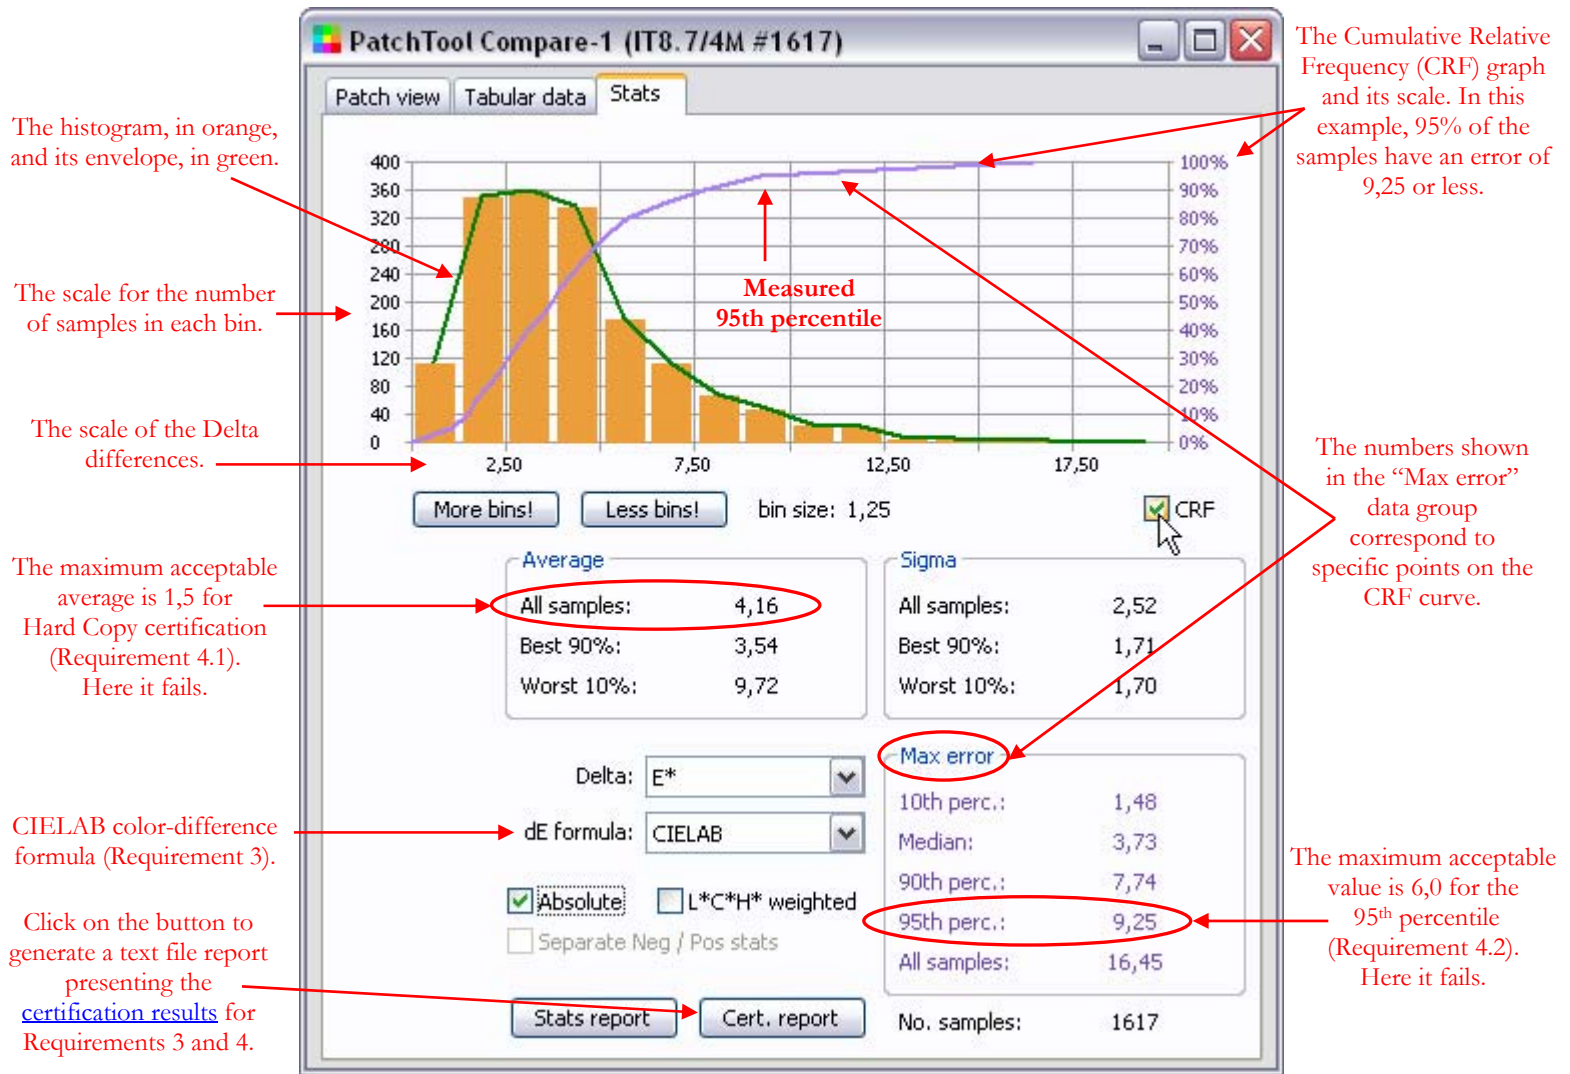 PatchTool Compare-1 (IT8.7/4M #1617)
Patch view
Tabular data
Stats
The histogram, in orange,
and its envelope, in green.
The scale for the number
of samples in each bin.
The scale of the Delta
differences.
The Cumulative Relative
Frequency (CRF) graph
and its scale. In this
example, 95% of the
samples have an error of
9,25 or less.
400
360
320
280
240
200
160
120
80
40
0
100%
90%
80%
70%
60%
50%
40%
30%
20%
10%
0%
Measured
95th percentile
2,50
7,50
12,50
17,50
More bins!
Less bins!
bin size: 1,25
CRF
The numbers shown
in the “Max error”
data group
correspond to
specific points on the
CRF curve.
The maximum acceptable
average is 1,5 for
Hard Copy certification
(Requirement 4.1).
Here it fails.
Average
All samples: 4,16
Best 90%: 3,54
Worst 10%: 9,72
Sigma
All samples: 2,52
Best 90%: 1,71
Worst 10%: 1,70
Delta: E*
dE formula: CIELAB
CIELAB color-difference
formula (Requirement 3).
Absolute
L*C*H* weighted
Separate Neg / Pos stats
Max error
10th perc.: 1,48
Median: 3,73
90th perc.: 7,74
95th perc.: 9,25
All samples: 16,45
The maximum acceptable
value is 6,0 for the
95th percentile
(Requirement 4.2).
Here it fails.
Click on the button to
generate a text file report
presenting the
certification results for
Requirements 3 and 4.
Stats report
Cert. report
No. samples: 1617